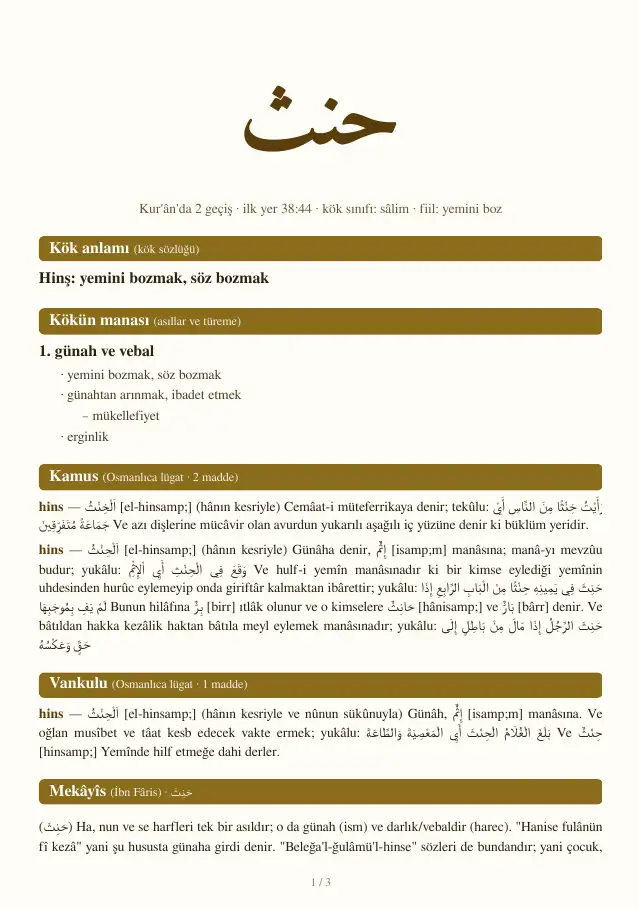 حنث
Kur'ân'da 2 geçiş · ilk yer 38:44 · kök sınıfı: sâlim · fiil: yemini boz
Kök anlamı (kök sözlüğü)
Hinş: yemini bozmak, söz bozmak
Kökün manası (asıllar ve türeme)
1. günah ve vebal
· yemini bozmak, söz bozmak
· günahtan arınmak, ibadet etmek
– mükellefiyet
· erginlik
Kamus (Osmanlıca lügat · 2 madde)
hins — اَلْخِنْثُ [el-hinsamp;] (hânın kesriyle) Cemâat-i müteferrikaya denir; tekûlu: رَأَيْتُ خِنْثًا مِنَ النَّاسِ أَيْ
جَمَاعَةً مُتَفَرِّقِينَ Ve azı dişlerine mücâvir olan avurdun yukarılı aşağılı iç yüzüne denir ki büklüm yeridir.
hins — اَلْحِنْثُ [el-hinsamp;] (hânın kesriyle) Günâha denir, إِثْمٌ [isamp;m] manâsına; manâ-yı mevzûu
budur; yukâlu: وَقَعَ فِي الْحِنْثِ أَيِ اْلإِثْمِ Ve hulf-i yemîn manâsınadır ki bir kimse eylediği yemînin
uhdesinden hurûc eylemeyip onda giriftâr kalmaktan ibârettir; yukâlu: حَنِثَ فِي يَمِينِهِ حِنْثًا مِنَ الْبَابِ الرَّابِعِ إِذَا
لَمْ يَفِ بِمُوجَبِهَا Bunun hilâfına بِرٌّ [birr] ıtlâk olunur ve o kimselere حَانِثٌ [hânisamp;] ve بَارٌّ [bârr] denir. Ve
bâtıldan hakka kezâlik haktan bâtıla meyl eylemek manâsınadır; yukâlu: حَنِثَ الرَّجُلُ إِذَا مَالَ مِنْ بَاطِلٍ إِلَى
حَقٍّ وَعَكْسُهُ
Vankulu (Osmanlıca lügat · 1 madde)
hins — اَلْحِنْثُ [el-hinsamp;] (hânın kesriyle ve nûnun sükûnuyla) Günâh, إِثْمٌ [isamp;m] manâsına. Ve
oğlan musîbet ve tâat kesb edecek vakte ermek; yukâlu: بَلَغَ الْغُلاَمُ الْحِنْثَ أَيِ الْمَعْصِيَةَ وَالطَّاعَةَ Ve حِنْثٌ
[hinsamp;] Yemînde hilf etmeğe dahi derler.
Mekâyîs (İbn Fâris) · حَنِثَ
(حَنِثَ) Ha, nun ve se harfleri tek bir asıldır; o da günah (ism) ve darlık/vebaldir (harec). "Hanise fulânün
fî kezâ" yani şu hususta günaha girdi denir. "Beleğa'l-ğulâmü'l-hinse" sözleri de bundandır; yani çocuk,
1 / 3